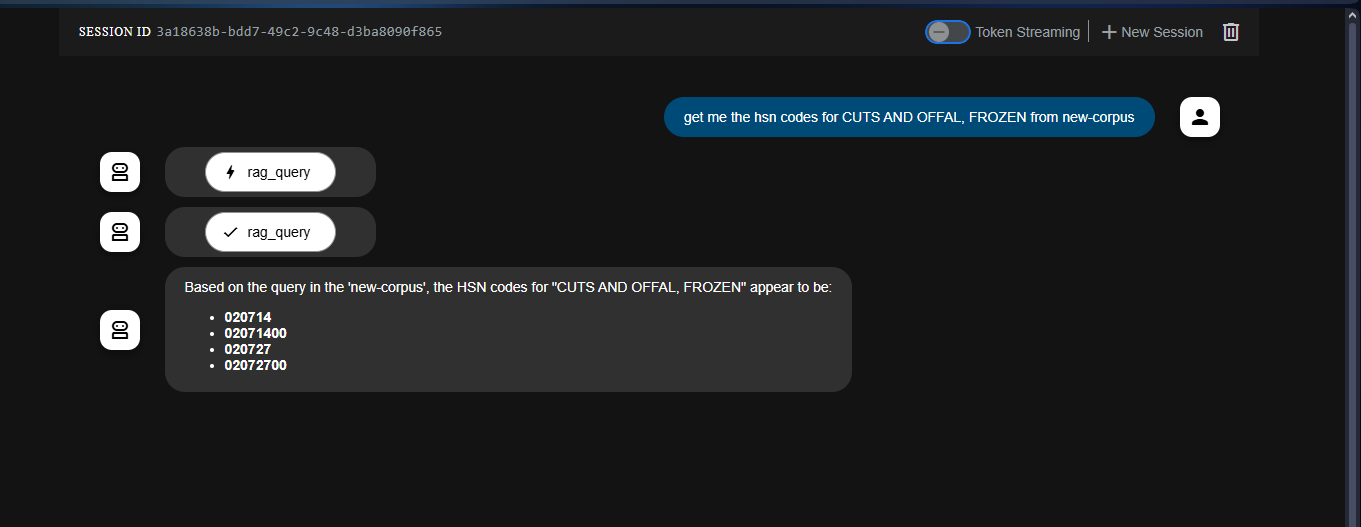 SESSION ID 3a18638b-bdd7-49c2-9c48-d3ba8090f865
Token Streaming
New Session
get me the hsn codes for CUTS AND OFFAL, FROZEN from new-corpus
rag_query
rag_query
Based on the query in the 'new-corpus', the HSN codes for "CUTS AND OFFAL, FROZEN" appear to be:
• 020714
• 02071400
• 020727
• 02072700